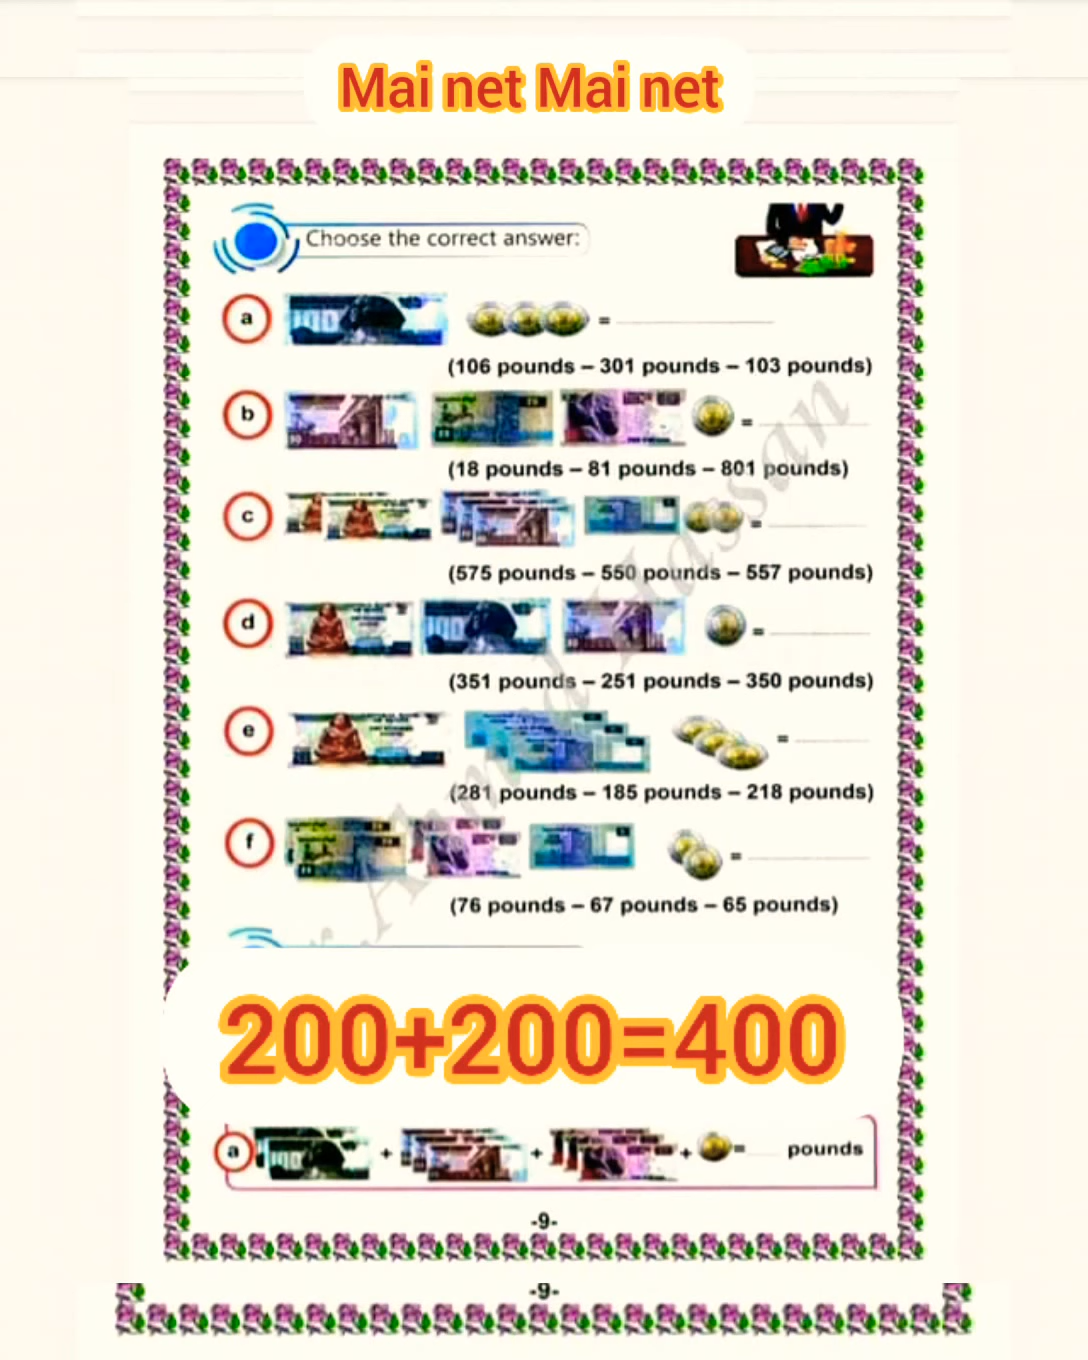 Mai net Mai net
Choose the correct answer:
a = 
(106 pounds – 301 pounds – 103 pounds)
b = 
(18 pounds – 81 pounds – 801 pounds)
c = 
(575 pounds – 550 pounds – 557 pounds)
d = 
(351 pounds – 251 pounds – 350 pounds)
e = 
(281 pounds – 185 pounds – 218 pounds)
f = 
(76 pounds – 67 pounds – 65 pounds)
200+200=400
a + + + = pounds
-9-
-9-
Ahmed Hassan